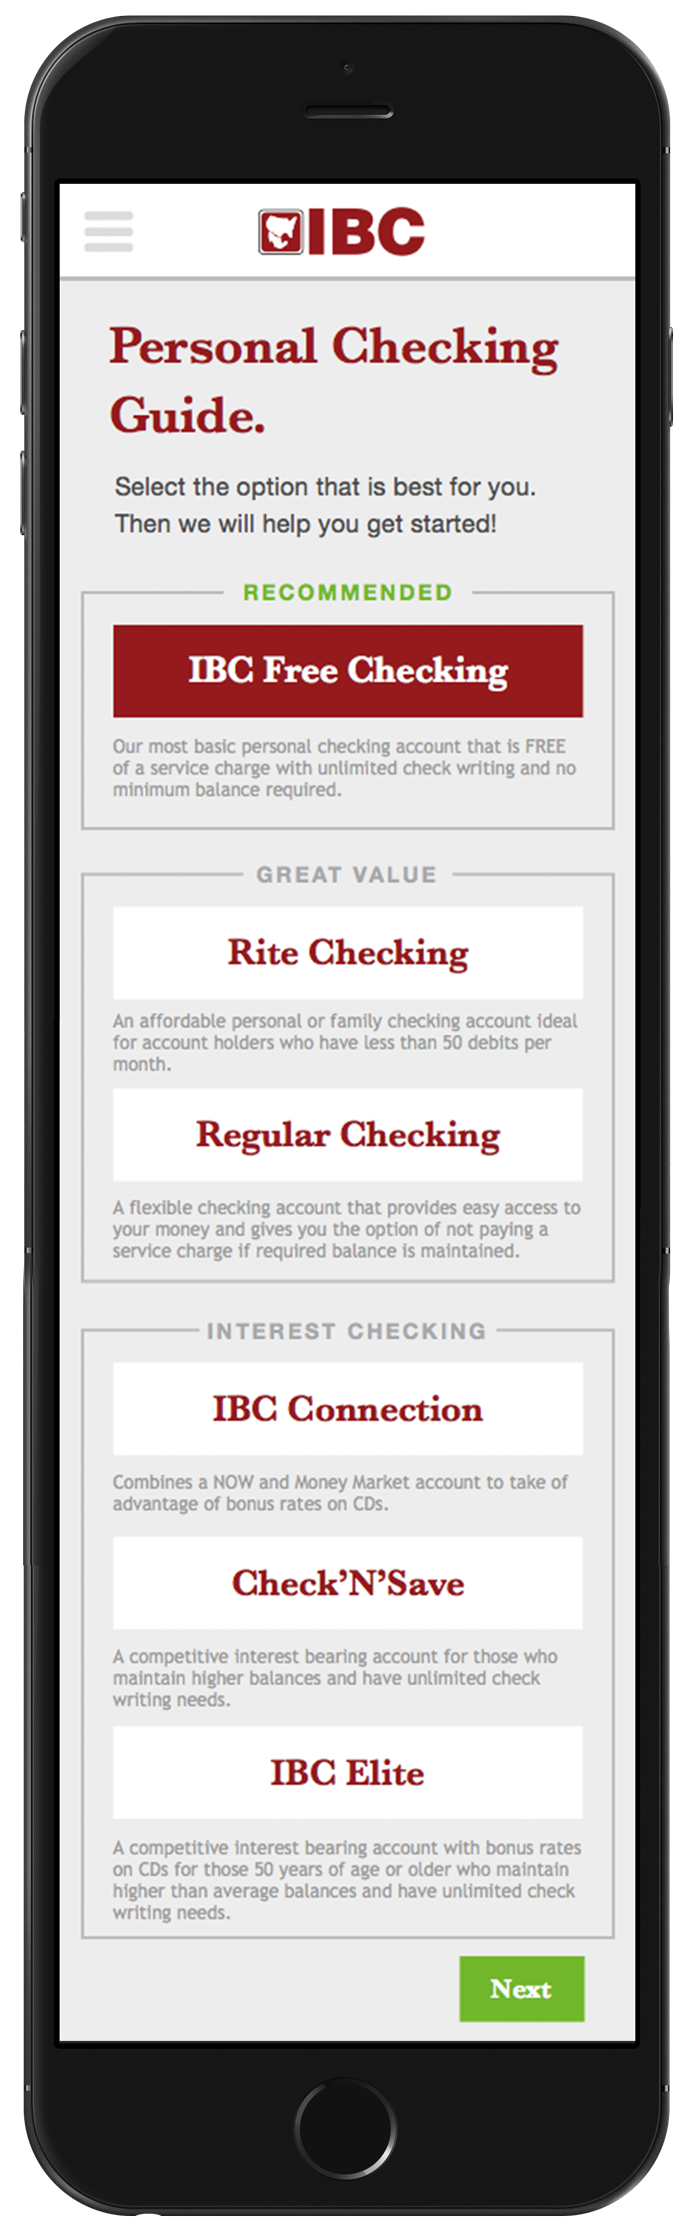 IBC
Personal Checking
Guide.
Select the option that is best for you.
Then we will help you get started!
RECOMMENDED
IBC Free Checking
Our most basic personal checking account that is FREE
of a service charge with unlimited check writing and no
minimum balance required.
GREAT VALUE
Rite Checking
An affordable personal or family checking account ideal
for account holders who have less than 50 debits per
month.
Regular Checking
A flexible checking account that provides easy access to
your money and gives you the option of not paying a
service charge if required balance is maintained.
INTEREST CHECKING
IBC Connection
Combines a NOW and Money Market account to take of
advantage of bonus rates on CDs.
Check’N’Save
A competitive interest bearing account for those who
maintain higher balances and have unlimited check
writing needs.
IBC Elite
A competitive interest bearing account with bonus rates
on CDs for those 50 years of age or older who maintain
higher than average balances and have unlimited check
writing needs.
Next